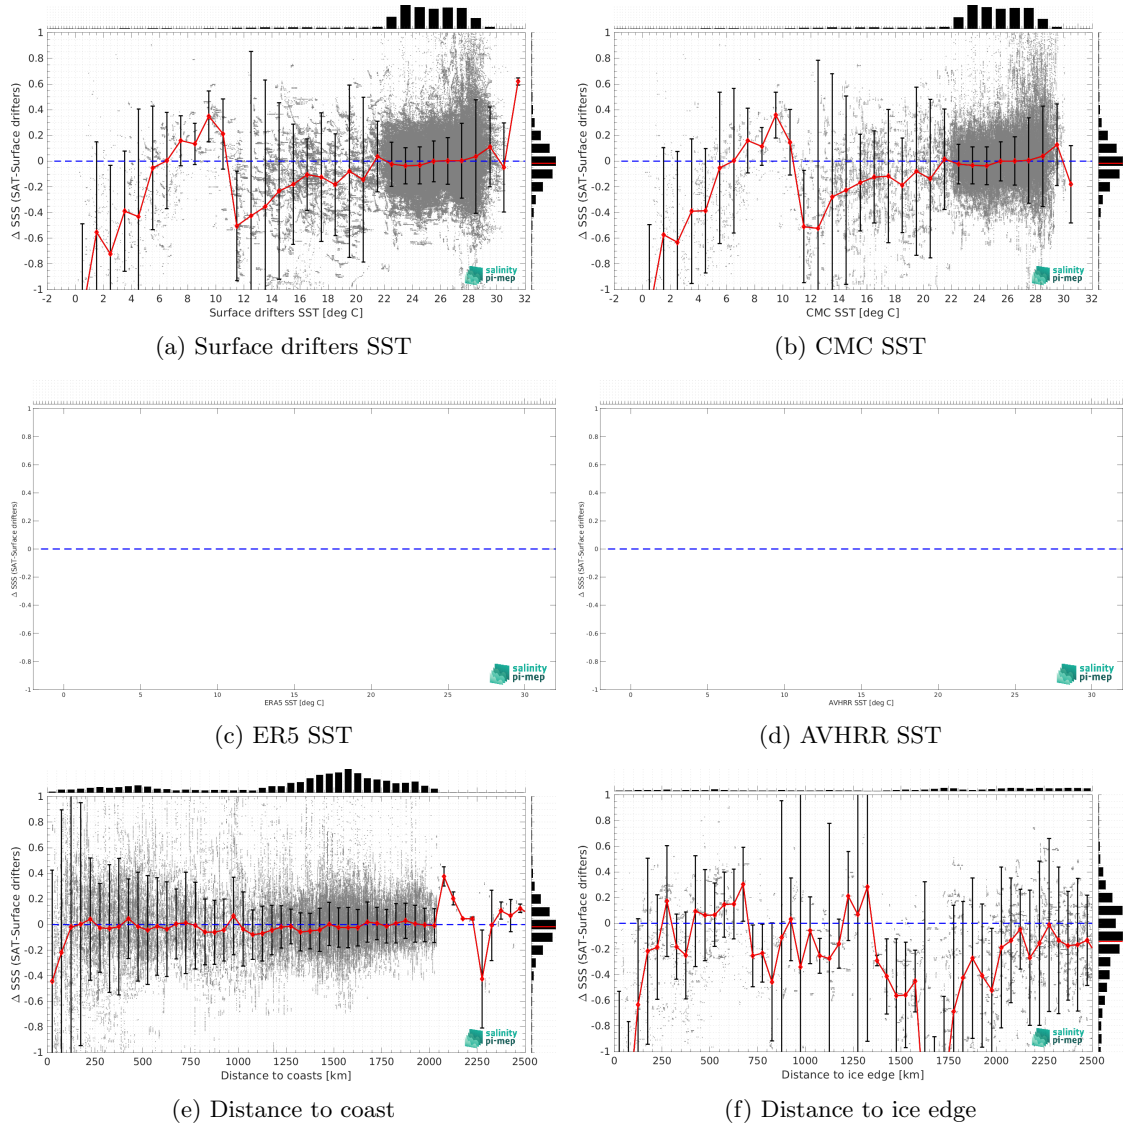 1
0.8
0.6
0.4
0.2
0
-0.2
-0.4
-0.6
-0.8
-1
Δ SSS (SAT-Surface drifters)
-2 0 2 4 6 8 10 12 14 16 18 20 22 24 26 28 30 32
Surface drifters SST [deg C]
salinity
pi-mep
(a) Surface drifters SST
1
0.8
0.6
0.4
0.2
0
-0.2
-0.4
-0.6
-0.8
-1
Δ SSS (SAT-Surface drifters)
-2 0 2 4 6 8 10 12 14 16 18 20 22 24 26 28 30 32
CMC SST [deg C]
salinity
pi-mep
(b) CMC SST
1
0.8
0.6
0.4
0.2
0
-0.2
-0.4
-0.6
-0.8
-1
Δ SSS (SAT-Surface drifters)
0 5 10 15 20 25 30
ERA5 SST [deg C]
salinity
pi-mep
(c) ER5 SST
1
0.8
0.6
0.4
0.2
0
-0.2
-0.4
-0.6
-0.8
-1
Δ SSS (SAT-Surface drifters)
0 5 10 15 20 25 30
AVHRR SST [deg C]
salinity
pi-mep
(d) AVHRR SST
1
0.8
0.6
0.4
0.2
0
-0.2
-0.4
-0.6
-0.8
-1
Δ SSS (SAT-Surface drifters)
0 250 500 750 1000 1250 1500 1750 2000 2250 2500
Distance to coasts [km]
salinity
pi-mep
(e) Distance to coast
1
0.8
0.6
0.4
0.2
0
-0.2
-0.4
-0.6
-0.8
-1
Δ SSS (SAT-Surface drifters)
0 250 500 750 1000 1250 1500 1750 2000 2250 2500
Distance to ice edge [km]
salinity
pi-mep
(f) Distance to ice edge